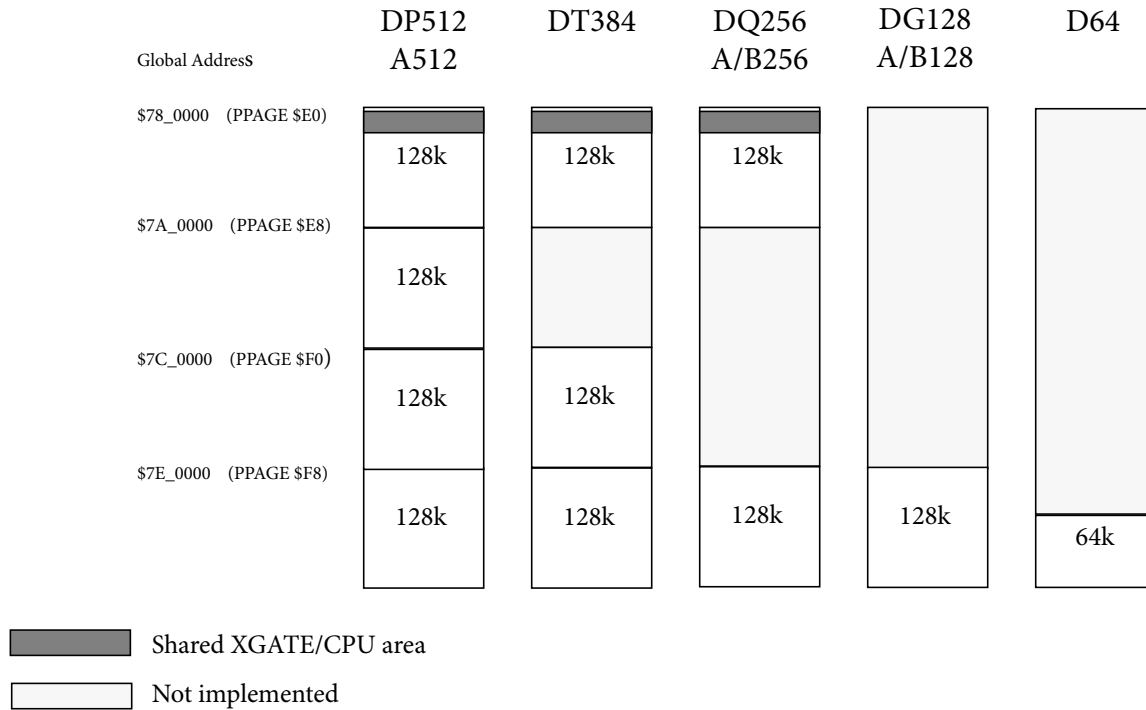 DP512 DT384 DQ256 DG128 D64
Global Address A512 A/B256 A/B128
$78_0000 (PPAGE $E0)
128k 128k 128k
$7A_0000 (PPAGE $E8)
128k
$7C_0000 (PPAGE $F0)
128k 128k
$7E_0000 (PPAGE $F8)
128k 128k 128k 128k
64k
Shared XGATE/CPU area
Not implemented